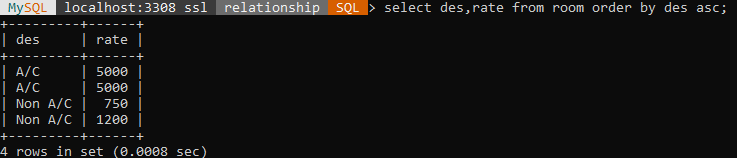 MySQL localhost:3308 ssl relationship SQL > select des,rate from room order by des asc;
+---------+------+
| des     | rate |
+---------+------+
| A/C     | 5000 |
| A/C     | 5000 |
| Non A/C |  750 |
| Non A/C | 1200 |
+---------+------+
4 rows in set (0.0008 sec)